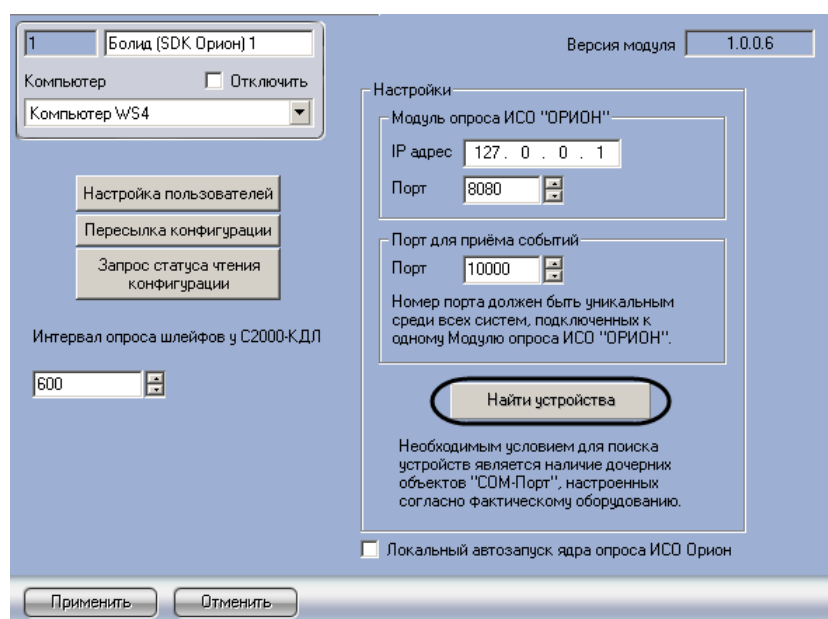 1
Болид (SDK Орион) 1
Версия модуля
1.0.0.6
Компьютер
Отключить
Компьютер WS4
Настройки
Модуль опроса ИСО "ОРИОН"
IP адрес
127 . 0 . 0 . 1
Порт
8080
Настройка пользователей
Пересылка конфигурации
Запрос статуса чтения
конфигурации
Порт для приёма событий
Порт
10000
Номер порта должен быть уникальным
среди всех систем, подключенных к
одному Модулю опроса ИСО "ОРИОН".
Интервал опроса шлейфов у С2000-КДЛ
600
Найти устройства
Необходимым условием для поиска
устройств является наличие дочерних
объектов "СОМ-Порт", настроенных
согласно фактическому оборудованию.
Локальный автозапуск ядра опроса ИСО Орион
Применить
Отменить